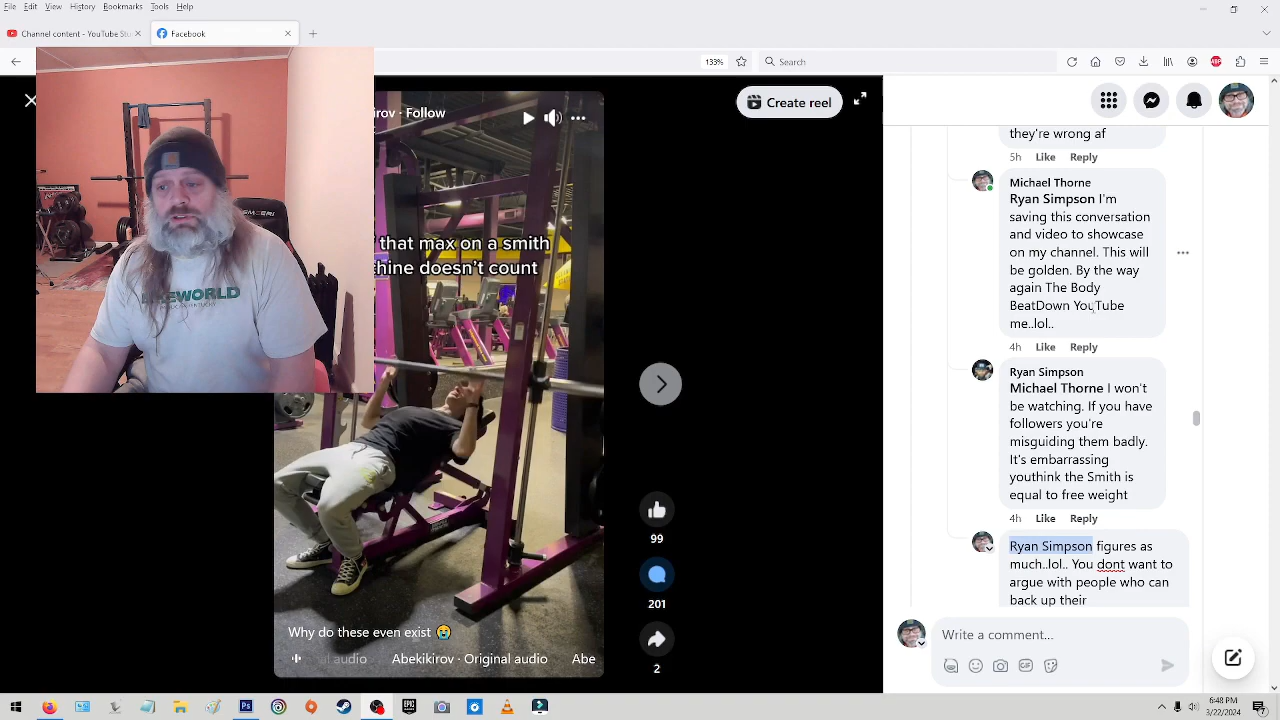 File Edit View History Bookmarks Tools Help
Channel content - YouTube Stu
Facebook
133%
Search
irov · Follow
Create reel
that max on a smith
chine doesn't count
Why do these even exist 😭
al audio
Abekikirov · Original audio
Abe
99
201
2
they're wrong af
5h Like Reply
Michael Thorne
Ryan Simpson I'm
saving this conversation
and video to showcase
on my channel. This will
be golden. By the way
again The Body
BeatDown YouTube
me..lol..
4h Like Reply
Ryan Simpson
Michael Thorne I won't
be watching. If you have
followers you're
misguiding them badly.
It's embarrassing
youthink the Smith is
equal to free weight
4h Like Reply
Ryan Simpson figures as
much..lol.. You dont want to
argue with people who can
back up their
Write a comment…
GIF
ABP
EPIC
6:48 PM
3/22/2024